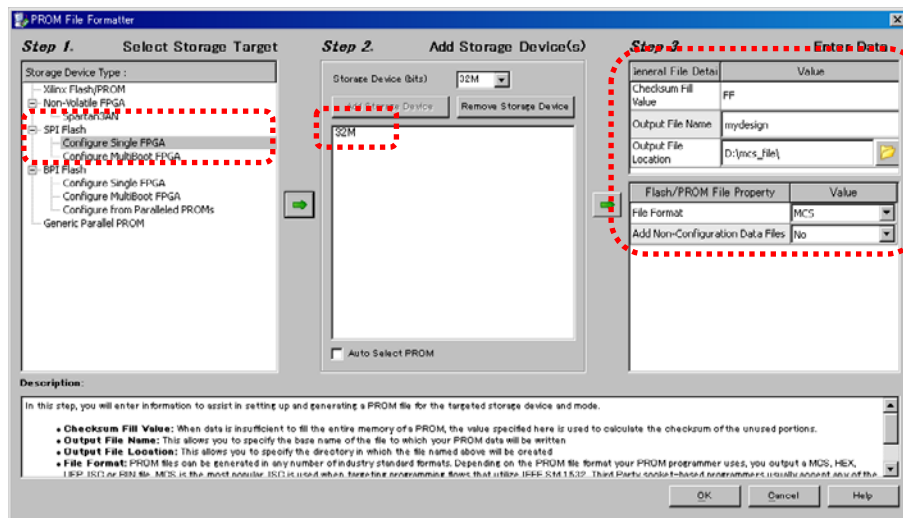 PROM File Formatter
Step 1. Select Storage Target
Storage Device Type :
Xilinx Flash/PROM
Non-Volatile FPGA
Spartan3AN
SPI Flash
Configure Single FPGA
Configure MultiBoot FPGA
BPI Flash
Configure Single FPGA
Configure MultiBoot FPGA
Configure from Paralleled PROMs
Generic Parallel PROM
Step 2. Add Storage Device(s)
Storage Device (bits) 32M
Add Storage Device Remove Storage Device
32M
Auto Select PROM
Step 3. Enter Data
General File Detai Value
Checksum Fill
Value FF
Output File Name mydesign
Output File
Location D:\mcs_file\
Flash/PROM File Property Value
File Format MCS
Add Non-Configuration Data Files No
Description:
In this step, you will enter information to assist in setting up and generating a PROM file for the targeted storage device and mode.
• Checksum Fill Value: When data is insufficient to fill the entire memory of a PROM, the value specified here is used to calculate the checksum of the unused portions.
• Output File Name: This allows you to specify the base name of the file to which your PROM data will be written
• Output File Location: This allows you to specify the directory in which the file named above will be created
• File Format: PROM files can be generated in any number of industry standard formats. Depending on the PROM file format your PROM programmer uses, you output a MCS, HEX,
UFP, ISC or BIN file. MCS is the most popular. ISC is used when targeting programming flows that utilize IEEE Std 1532. Third Party socket-based programmers usually accept any of the
OK Cancel Help